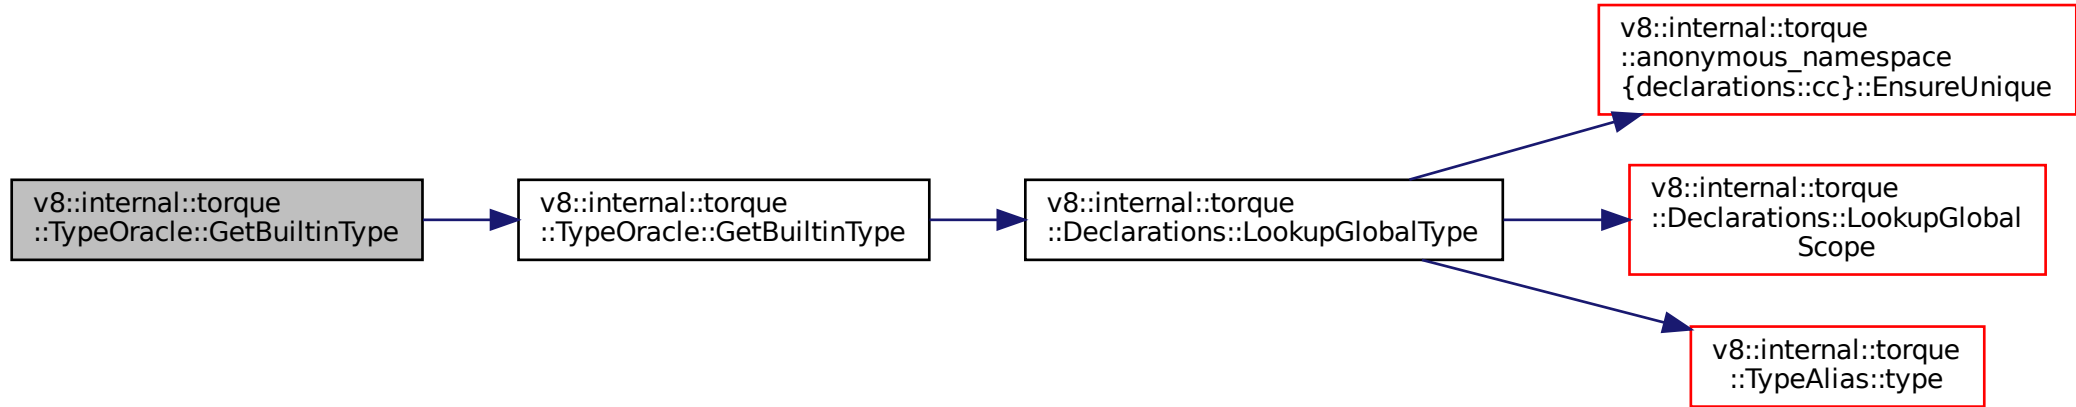 v8::internal::torque
::TypeOracle::GetBuiltinType
v8::internal::torque
::TypeOracle::GetBuiltinType
v8::internal::torque
::Declarations::LookupGlobalType
v8::internal::torque
::anonymous_namespace
{declarations::cc}::EnsureUnique
v8::internal::torque
::Declarations::LookupGlobal
Scope
v8::internal::torque
::TypeAlias::type